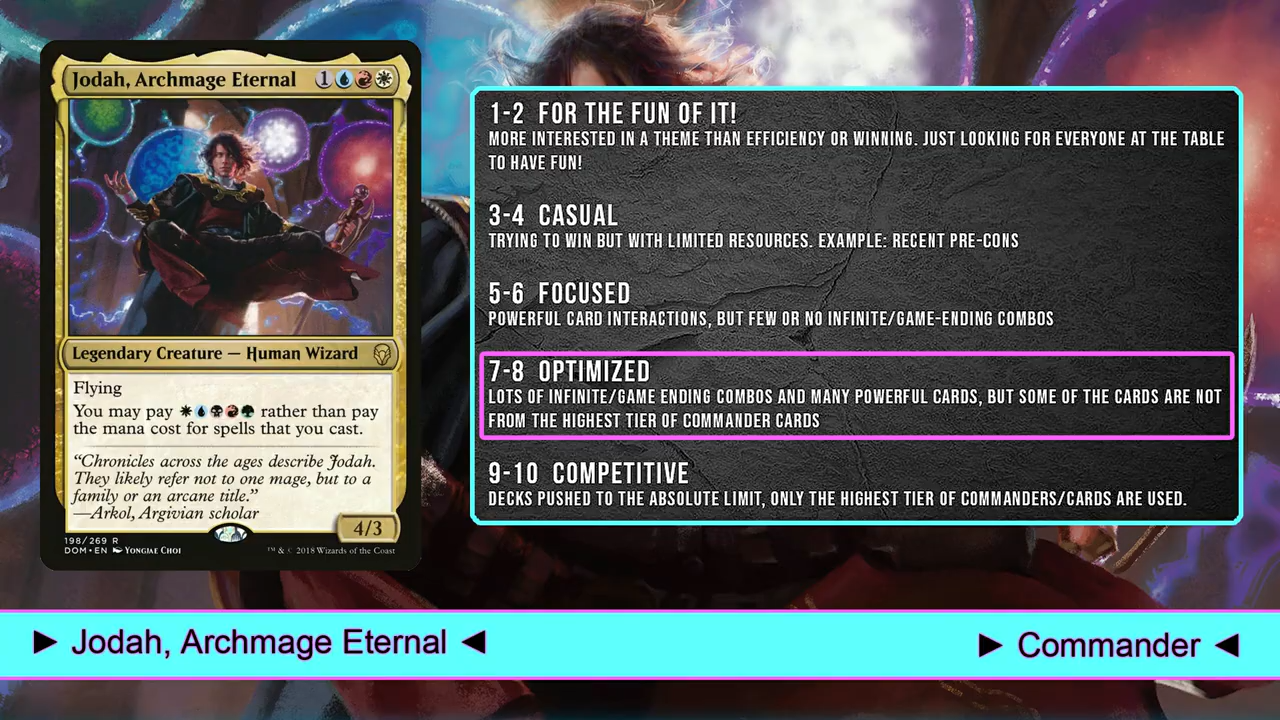 Jodah, Archmage Eternal 1
Legendary Creature — Human Wizard
Flying
You may pay rather than pay
the mana cost for spells that you cast.
“Chronicles across the ages describe Jodah.
They likely refer not to one mage, but to a
family or an arcane title.”
—Arkol, Argivian scholar
4/3
198/269 R
DOM • EN Yongjae Choi
™ & © 2018 Wizards of the Coast
1-2 FOR THE FUN OF IT!
MORE INTERESTED IN A THEME THAN EFFICIENCY OR WINNING. JUST LOOKING FOR EVERYONE AT THE TABLE
TO HAVE FUN!
3-4 CASUAL
TRYING TO WIN BUT WITH LIMITED RESOURCES. EXAMPLE: RECENT PRE-CONS
5-6 FOCUSED
POWERFUL CARD INTERACTIONS, BUT FEW OR NO INFINITE/GAME-ENDING COMBOS
7-8 OPTIMIZED
LOTS OF INFINITE/GAME ENDING COMBOS AND MANY POWERFUL CARDS, BUT SOME OF THE CARDS ARE NOT
FROM THE HIGHEST TIER OF COMMANDER CARDS
9-10 COMPETITIVE
DECKS PUSHED TO THE ABSOLUTE LIMIT, ONLY THE HIGHEST TIER OF COMMANDERS/CARDS ARE USED.
► Jodah, Archmage Eternal ◄
► Commander ◄